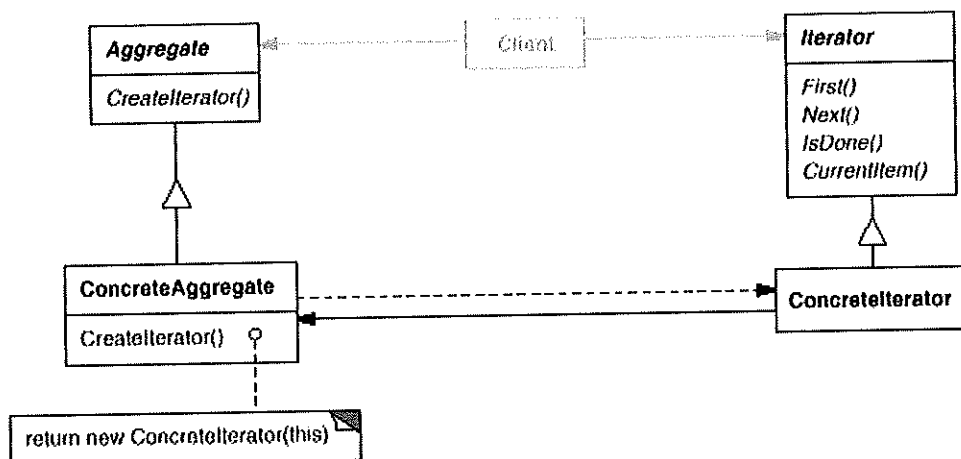 Aggregate
CreateIterator()
Client
Iterator
First()
Next()
IsDone()
CurrentItem()
ConcreteAggregate
CreateIterator()
ConcreteIterator
return new ConcreteIterator(this)